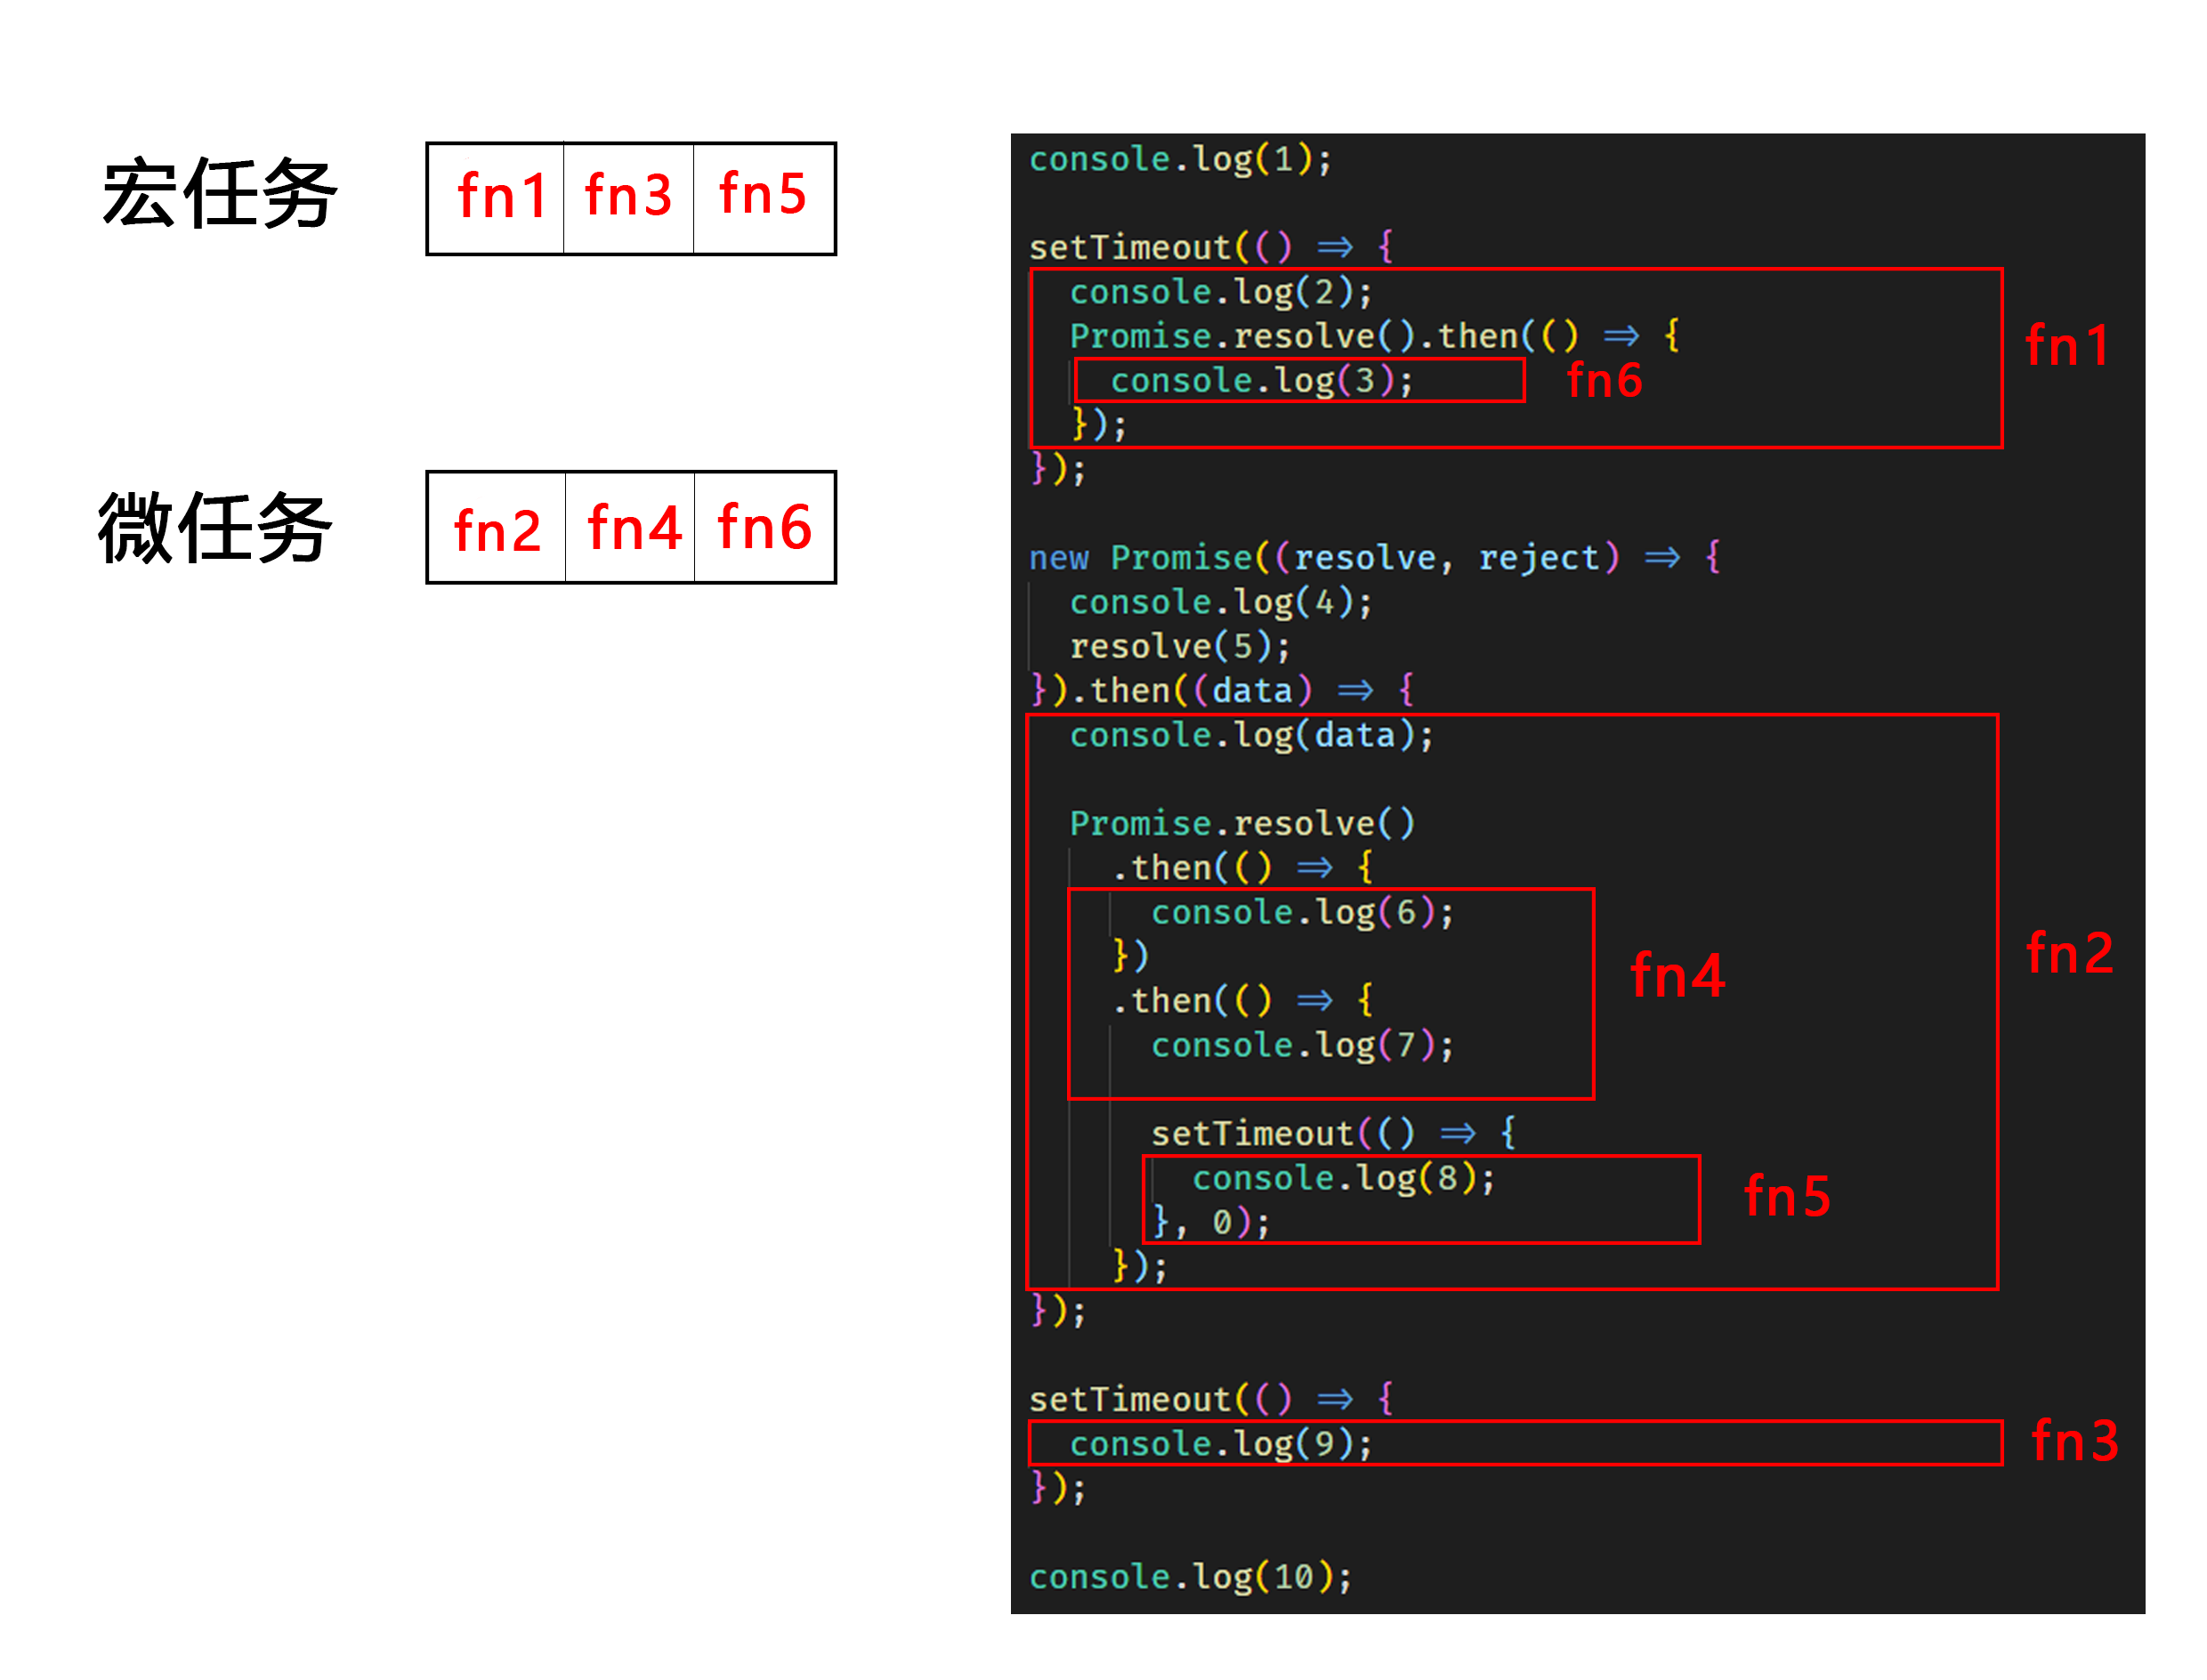 宏任务 fn1 fn3 fn5
微任务 fn2 fn4 fn6
console.log(1);
setTimeout(() => {
console.log(2);
Promise.resolve().then(() => {
fn1
console.log(3);
fn6
});
});
new Promise((resolve, reject) => {
console.log(4);
resolve(5);
}).then((data) => {
console.log(data);
Promise.resolve()
.then(() => {
console.log(6);
})
fn4
fn2
.then(() => {
console.log(7);
setTimeout(() => {
console.log(8);
fn5
}, 0);
});
});
setTimeout(() => {
console.log(9);
fn3
});
console.log(10);